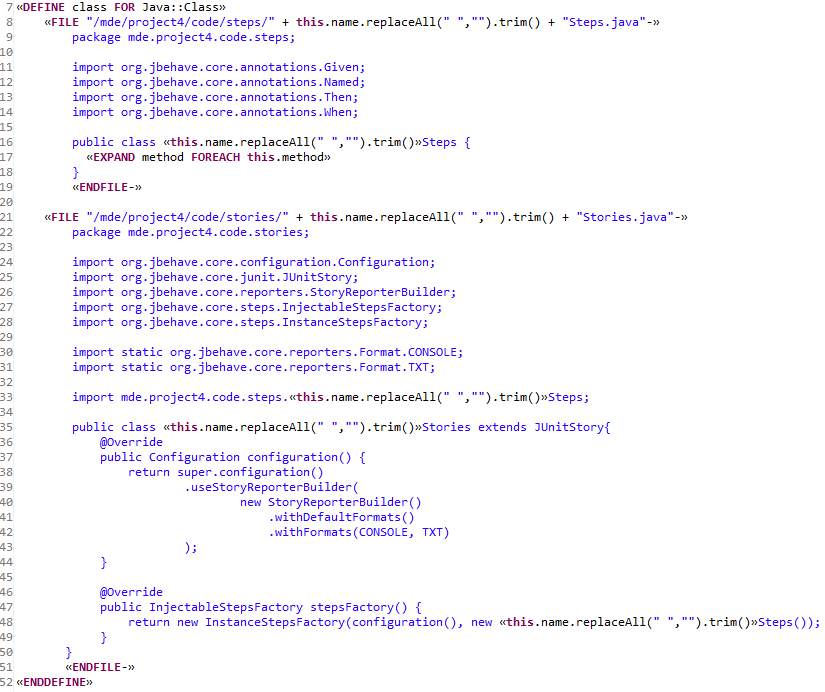 7 «DEFINE class FOR Java::Class»
8     «FILE "/mde/project4/code/steps/" + this.name.replaceAll(" ","").trim() + "Steps.java"-»
9         package mde.project4.code.steps;
10
11         import org.jbehave.core.annotations.Given;
12         import org.jbehave.core.annotations.Named;
13         import org.jbehave.core.annotations.Then;
14         import org.jbehave.core.annotations.When;
15
16         public class «this.name.replaceAll(" ","").trim()»Steps {
17           «EXPAND method FOREACH this.method»
18         }
19         «ENDFILE-»
20
21     «FILE "/mde/project4/code/stories/" + this.name.replaceAll(" ","").trim() + "Stories.java"-»
22         package mde.project4.code.stories;
23
24         import org.jbehave.core.configuration.Configuration;
25         import org.jbehave.core.junit.JUnitStory;
26         import org.jbehave.core.reporters.StoryReporterBuilder;
27         import org.jbehave.core.steps.InjectableStepsFactory;
28         import org.jbehave.core.steps.InstanceStepsFactory;
29
30         import static org.jbehave.core.reporters.Format.CONSOLE;
31         import static org.jbehave.core.reporters.Format.TXT;
32
33         import mde.project4.code.steps.«this.name.replaceAll(" ","").trim()»Steps;
34
35         public class «this.name.replaceAll(" ","").trim()»Stories extends JUnitStory{
36             @Override
37             public Configuration configuration() {
38                 return super.configuration()
39                         .useStoryReporterBuilder(
40                                 new StoryReporterBuilder()
41                                     .withDefaultFormats()
42                                     .withFormats(CONSOLE, TXT)
43                         );
44             }
45
46             @Override
47             public InjectableStepsFactory stepsFactory() {
48                 return new InstanceStepsFactory(configuration(), new «this.name.replaceAll(" ","").trim()»Steps());
49             }
50        }
51        «ENDFILE-»
52 «ENDDEFINE»